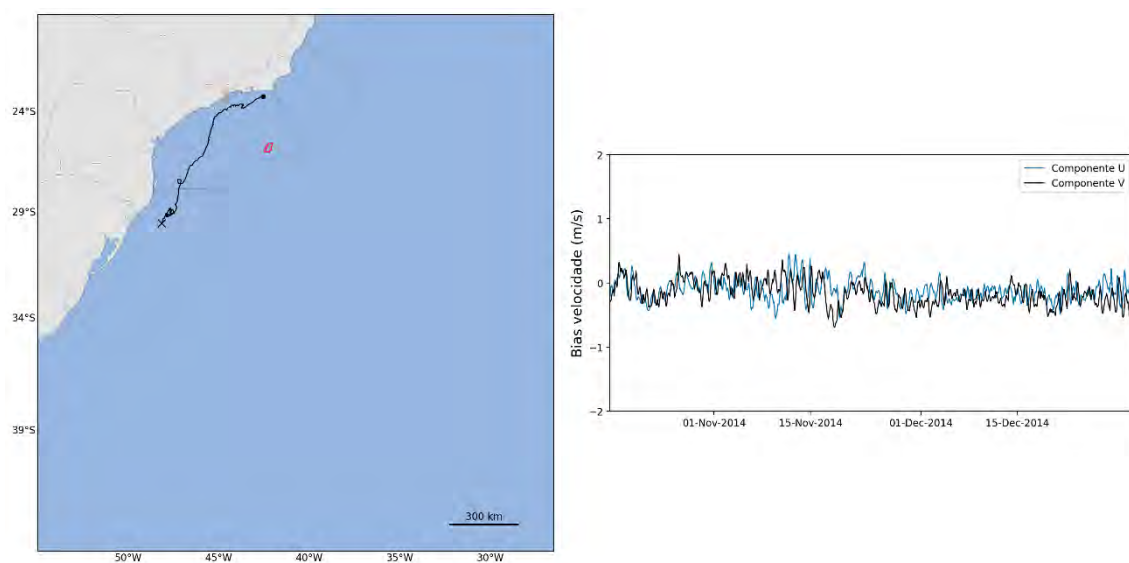 24°S
29°S
34°S
39°S
300 km
50°W
45°W
40°W
35°W
30°W
Componente U
Componente V
Bias velocidade (m/s)
2
1
0
−1
−2
01-Nov-2014
15-Nov-2014
01-Dec-2014
15-Dec-2014